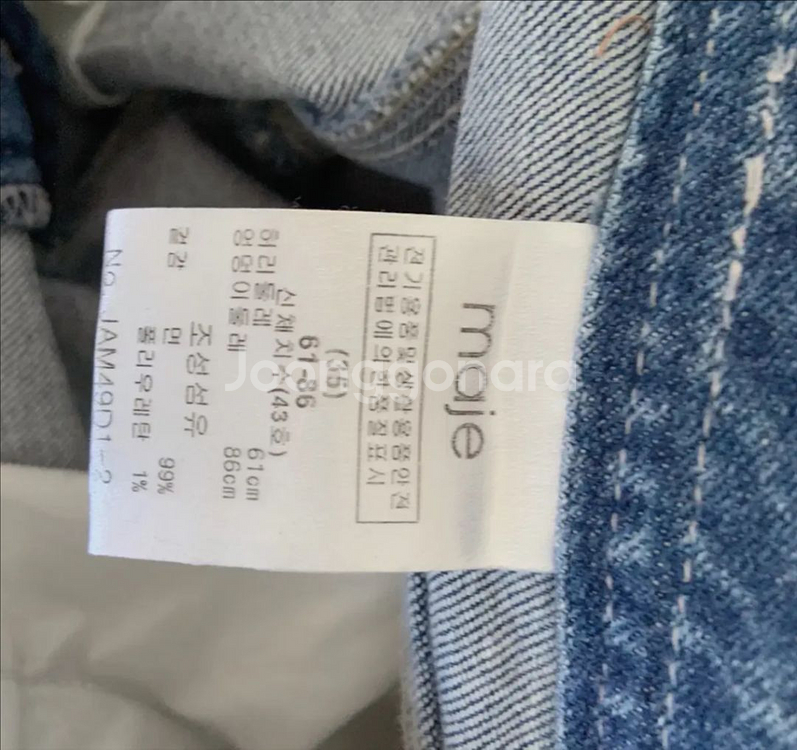 maje
전기용품및생활용품안전
관리법에의한품질표시
61-86
신체치수(43호)
허리둘레 61cm
엉덩이둘레 86cm
조성섬유
겉감 면 99%
폴리우레탄 1%
No. JAM49D1-2
Joonggonara